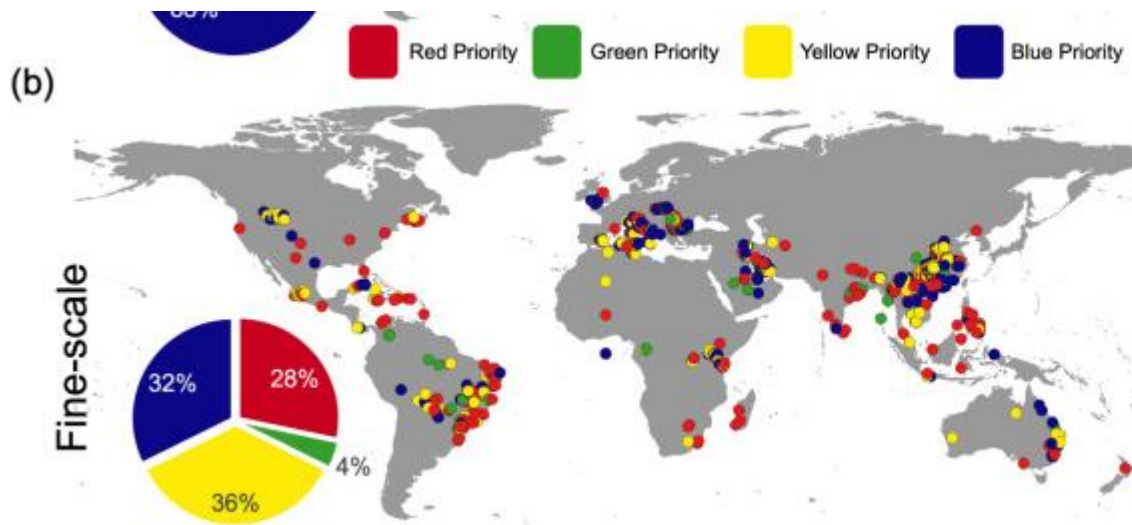 Red Priority Green Priority Yellow Priority Blue Priority
(b)
Fine-scale
32% 28%
4%
36%